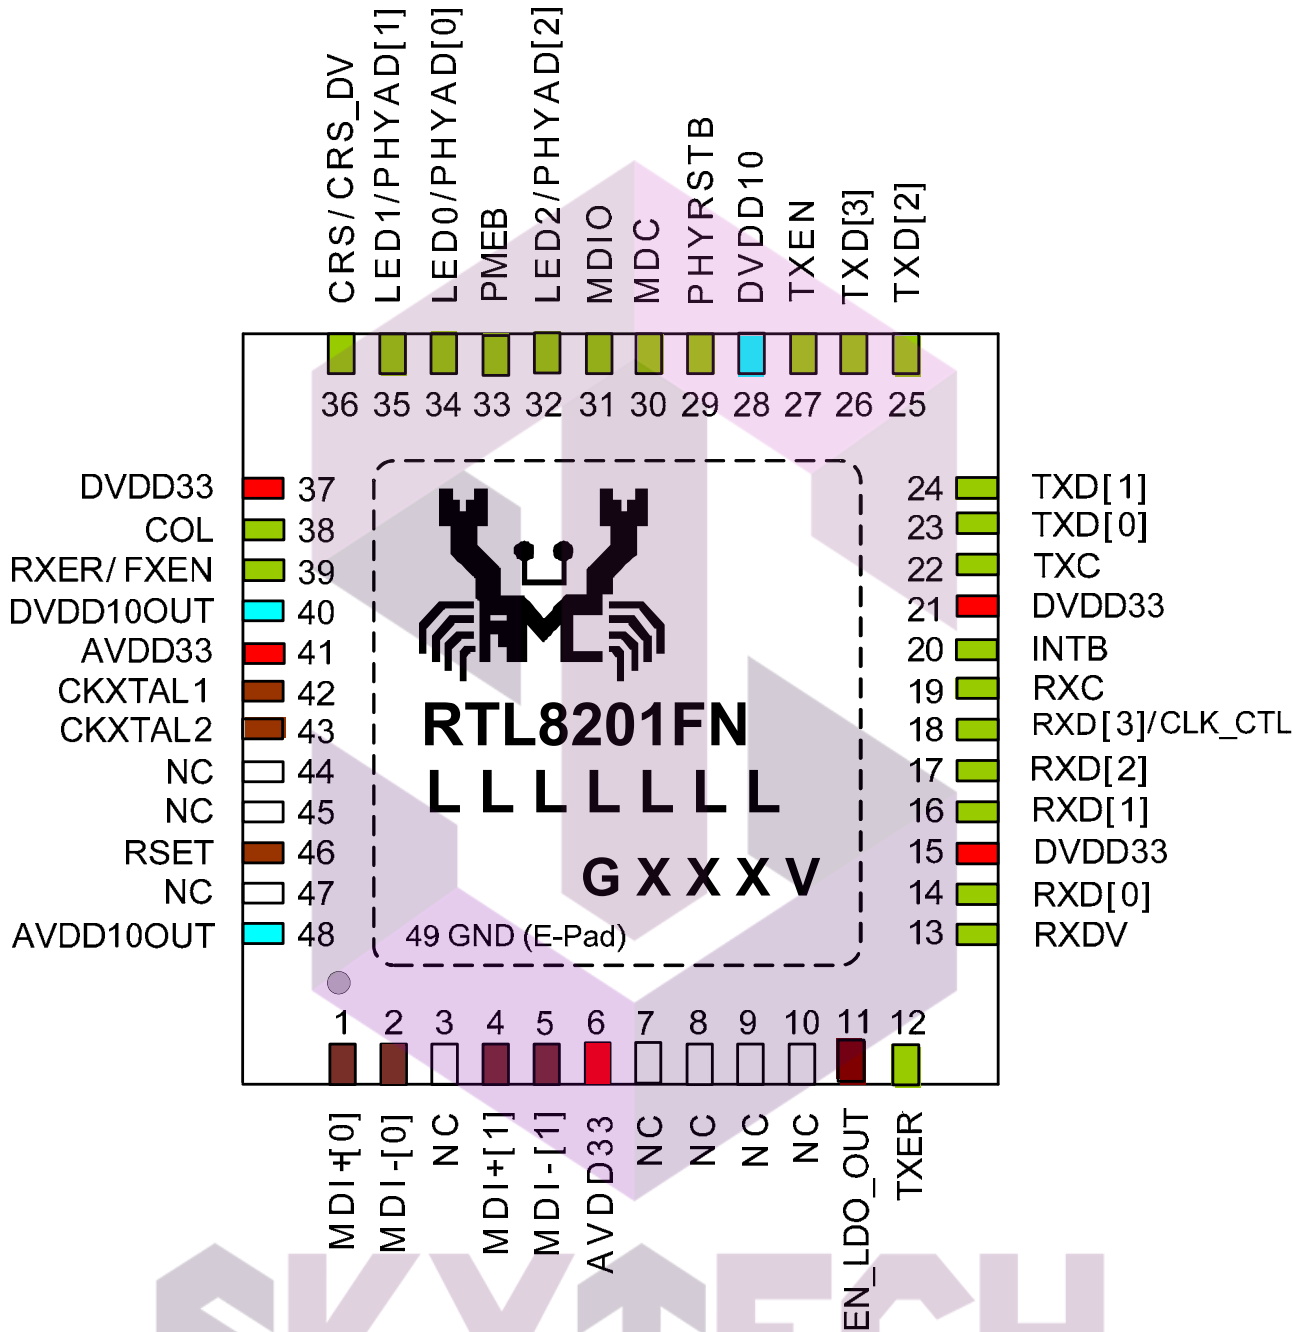 CRS/CRS_DV
LED1/PHYAD[1]
LED0/PHYAD[0]
PMEB
LED2/PHYAD[2]
MDIO
MDC
PHYRSTB
DVDD10
TXEN
TXD[3]
TXD[2]
36 35 34 33 32 31 30 29 28 27 26 25
DVDD33 37
COL 38
RXER/FXEN 39
DVDD10OUT 40
AVDD33 41
CKXTAL1 42
CKXTAL2 43
NC 44
NC 45
RSET 46
NC 47
AVDD10OUT 48
RTL8201FN
LLLLLLL
GXXXV
49 GND (E-Pad)
24 TXD[1]
23 TXD[0]
22 TXC
21 DVDD33
20 INTB
19 RXC
18 RXD[3]/CLK_CTL
17 RXD[2]
16 RXD[1]
15 DVDD33
14 RXD[0]
13 RXDV
1 2 3 4 5 6 7 8 9 10 11 12
MDI+[0]
MDI-[0]
NC
MDI+[1]
MDI-[1]
AVDD33
NC
NC
NC
NC
EN_LDO_OUT
TXER
SKYTECH